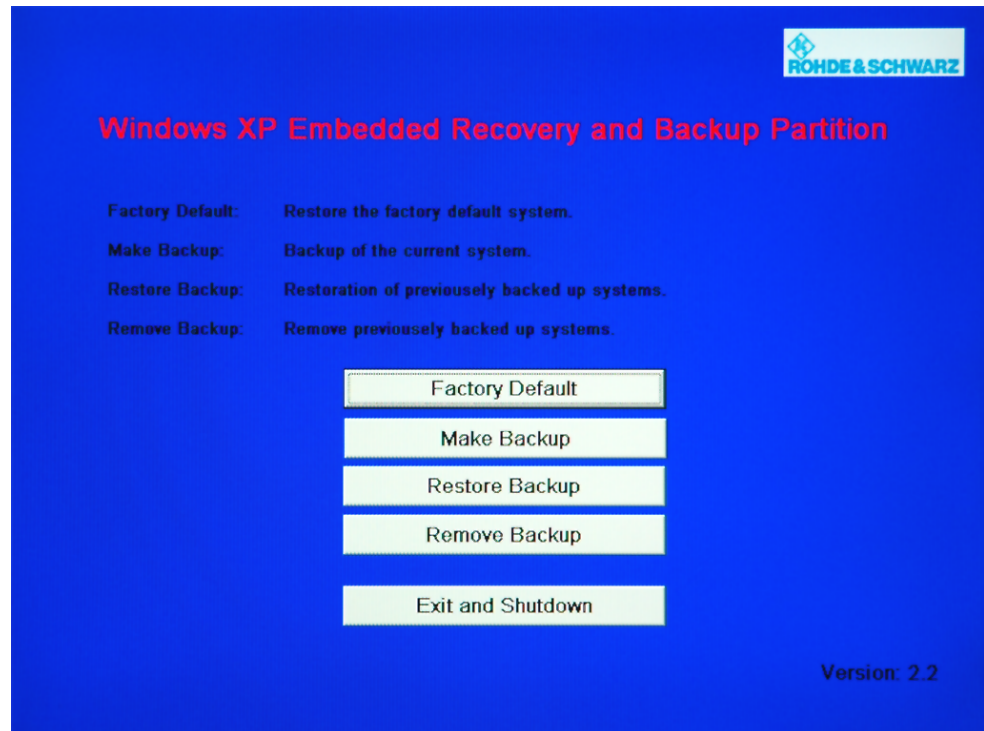 ROHDE & SCHWARZ
Windows XP Embedded Recovery and Backup Partition
Factory Default: Restore the factory default system.
Make Backup: Backup of the current system.
Restore Backup: Restoration of previousely backed up systems.
Remove Backup: Remove previousely backed up systems.
Factory Default
Make Backup
Restore Backup
Remove Backup
Exit and Shutdown
Version: 2.2